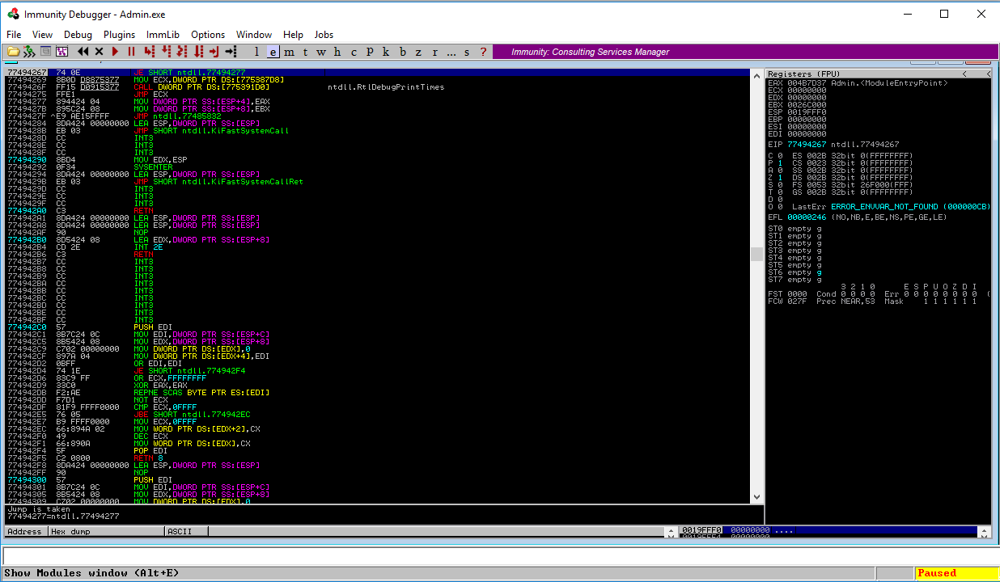 Immunity Debugger - Admin.exe
File View Debug Plugins ImmLib Options Window Help Jobs
l e m t w h c p k b z r ... s ? Immunity: Consulting Services Manager
77494267 74 0E JE SHORT ntdll.77494277
77494269 8B0D D8875377 MOV ECX,DWORD PTR DS:[775387D8]
7749426F FF15 D0915377 CALL DWORD PTR DS:[775391D0] ntdll.RtlDebugPrintTimes
77494275 FFE1 JMP ECX
77494277 894424 04 MOV DWORD PTR SS:[ESP+4],EAX
7749427B 895C24 08 MOV DWORD PTR SS:[ESP+8],EBX
7749427F ^E9 AE15FFFF JMP ntdll.77485832
77494284 8DA424 00000000 LEA ESP,DWORD PTR SS:[ESP]
7749428B EB 03 JMP SHORT ntdll.KiFastSystemCall
7749428D CC INT3
7749428E CC INT3
7749428F CC INT3
77494290 8BD4 MOV EDX,ESP
77494292 0F34 SYSENTER
77494294 8DA424 00000000 LEA ESP,DWORD PTR SS:[ESP]
7749429B EB 03 JMP SHORT ntdll.KiFastSystemCallRet
7749429D CC INT3
7749429E CC INT3
7749429F CC INT3
774942A0 C3 RETN
774942A1 8DA424 00000000 LEA ESP,DWORD PTR SS:[ESP]
774942A8 8DA424 00000000 LEA ESP,DWORD PTR SS:[ESP]
774942AF 90 NOP
774942B0 8D5424 08 LEA EDX,DWORD PTR SS:[ESP+8]
774942B4 CD 2E INT 2E
774942B6 C3 RETN
774942B7 CC INT3
774942B8 CC INT3
774942B9 CC INT3
774942BA CC INT3
774942BB CC INT3
774942BC CC INT3
774942BD CC INT3
774942BE CC INT3
774942BF CC INT3
774942C0 57 PUSH EDI
774942C1 8B7C24 0C MOV EDI,DWORD PTR SS:[ESP+C]
774942C5 8B5424 08 MOV EDX,DWORD PTR SS:[ESP+8]
774942C9 C702 00000000 MOV DWORD PTR DS:[EDX],0
774942CF 897A 04 MOV DWORD PTR DS:[EDX+4],EDI
774942D2 0BFF OR EDI,EDI
774942D4 74 1E JE SHORT ntdll.774942F4
774942D6 83C9 FF OR ECX,FFFFFFFF
774942D9 33C0 XOR EAX,EAX
774942DB F2:AE REPNE SCAS BYTE PTR ES:[EDI]
774942DD F7D1 NOT ECX
774942DF 81F9 FFFF0000 CMP ECX,0FFFF
774942E5 76 05 JBE SHORT ntdll.774942EC
774942E7 B9 FFFF0000 MOV ECX,0FFFF
774942EC 66:894A 02 MOV WORD PTR DS:[EDX+2],CX
774942F0 49 DEC ECX
774942F1 66:890A MOV WORD PTR DS:[EDX],CX
774942F4 5F POP EDI
774942F5 C2 0800 RETN 8
774942F8 8DA424 00000000 LEA ESP,DWORD PTR SS:[ESP]
774942FF 90 NOP
77494300 57 PUSH EDI
77494301 8B7C24 0C MOV EDI,DWORD PTR SS:[ESP+C]
77494305 8B5424 08 MOV EDX,DWORD PTR SS:[ESP+8]
77494309 C702 00000000 MOV DWORD PTR DS:[EDX],0
Jump is taken
77494277=ntdll.77494277
Registers (FPU) < <
EAX 004B7D37 Admin.<ModuleEntryPoint>
ECX 00000000
EDX 00000000
EBX 0026C000
ESP 0019FFF0
EBP 00000000
ESI 00000000
EDI 00000000
EIP 77494267 ntdll.77494267
C 0 ES 002B 32bit 0(FFFFFFFF)
P 1 CS 0023 32bit 0(FFFFFFFF)
A 0 SS 002B 32bit 0(FFFFFFFF)
Z 1 DS 002B 32bit 0(FFFFFFFF)
S 0 FS 0053 32bit 26F000(FFF)
T 0 GS 002B 32bit 0(FFFFFFFF)
D 0
O 0 LastErr ERROR_ENVVAR_NOT_FOUND (000000CB)
EFL 00000246 (NO,NB,E,BE,NS,PE,GE,LE)
ST0 empty g
ST1 empty g
ST2 empty g
ST3 empty g
ST4 empty g
ST5 empty g
ST6 empty g
ST7 empty g
3 2 1 0 E S P U O Z D I
FST 0000 Cond 0 0 0 0 Err 0 0 0 0 0 0 0 0 (
FCW 027F Prec NEAR,53 Mask 1 1 1 1 1 1
Address Hex dump ASCII
0019FFF0 00000000 ....
0019FFF4 00000000 ....
Show Modules window (Alt+E)
Paused